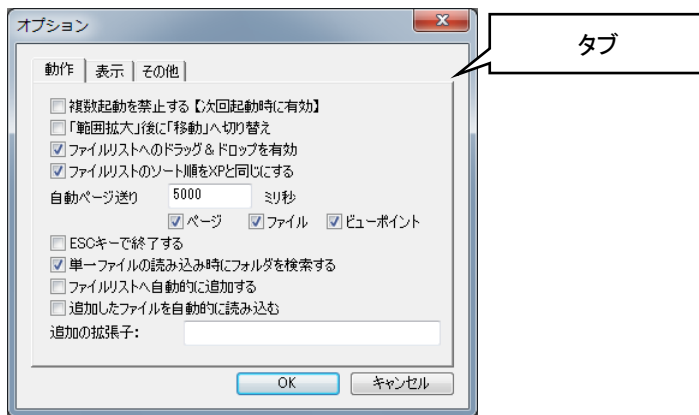 オプション
タブ
動作 表示 その他
複数起動を禁止する【次回起動時に有効】
「範囲拡大」後に「移動」へ切り替え
ファイルリストへのドラッグ＆ドロップを有効
ファイルリストのソート順をXPと同じにする
自動ページ送り 5000 ミリ秒
ページ ファイル ビューポイント
ESCキーで終了する
単一ファイルの読み込み時にフォルダを検索する
ファイルリストへ自動的に追加する
追加したファイルを自動的に読み込む
追加の拡張子:
OK キャンセル